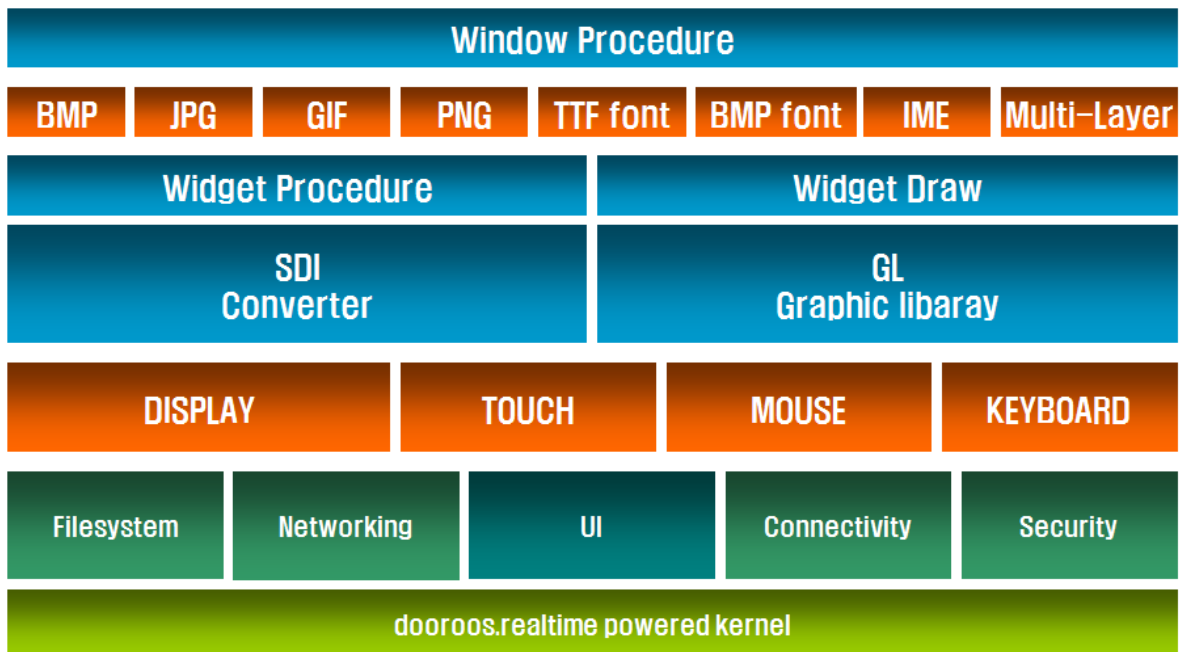 Window Procedure
BMP JPG GIF PNG TTF font BMP font IME Multi-Layer
Widget Procedure Widget Draw
SDI
Converter
GL
Graphic libaray
DISPLAY TOUCH MOUSE KEYBOARD
Filesystem Networking UI Connectivity Security
dooroos.realtime powered kernel